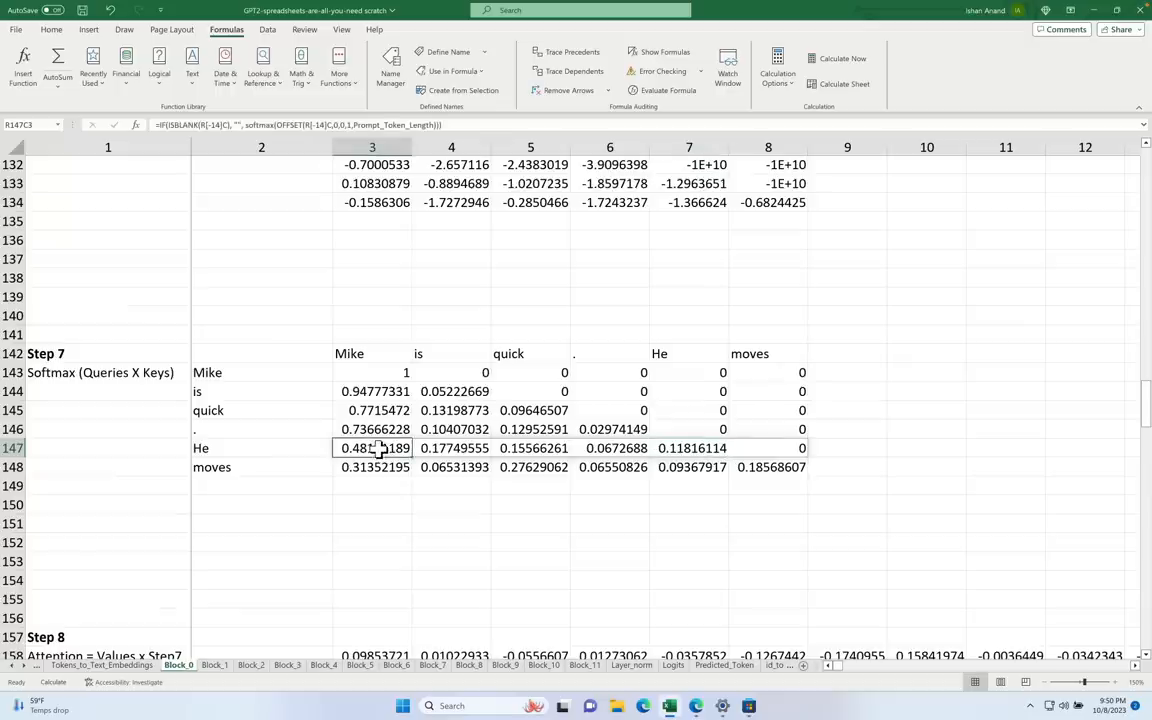 AutoSave Off GPT2-spreadsheets-are-all-you-need scratch Search Ishan Anand IA
File Home Insert Draw Page Layout Formulas Data Review View Help Comments Share
Insert Function AutoSum Recently Used Financial Logical Text Date & Time Lookup & Reference Math & Trig More Functions Name Manager Define Name Use in Formula Create from Selection Trace Precedents Trace Dependents Remove Arrows Show Formulas Error Checking Evaluate Formula Watch Window Calculation Options Calculate Now Calculate Sheet
Function Library Defined Names Formula Auditing Calculation
R147C3 fx =IF(ISBLANK(R[-14]C), "", softmax(OFFSET(R[-14]C,0,0,1,Prompt_Token_Length)))
1 2 3 4 5 6 7 8 9 10 11 12
132 -0.7000533 -2.657116 -2.4383019 -3.9096398 -1E+10 -1E+10
133 0.10830879 -0.8894689 -1.0207235 -1.8597178 -1.2963651 -1E+10
134 -0.1586306 -1.7272946 -0.2850466 -1.7243237 -1.366624 -0.6824425
135
136
137
138
139
140
141
142 Step 7 Mike is quick . He moves
143 Softmax (Queries X Keys) Mike 1 0 0 0 0 0
144 is 0.94777331 0.05222669 0 0 0 0
145 quick 0.7715472 0.13198773 0.09646507 0 0 0
146 . 0.73666228 0.10407032 0.12952591 0.02974149 0 0
147 He 0.17749555 0.15566261 0.0672688 0.11816114 0
148 moves 0.31352195 0.06531393 0.27629062 0.06550826 0.09367917 0.18568607
149
150
151
152
153
154
155
156
157 Step 8
158 Attention = Values x Step7 0.09853721 0.01022933 -0.0556607 0.01273062 -0.0357852 -0.1267442 -0.1740955 0.15841974 -0.0036449 -0.0342343
... Tokens_to_Text_Embeddings Block_0 Block_1 Block_2 Block_3 Block_4 Block_5 Block_6 Block_7 Block_8 Block_9 Block_10 Block_11 Layer_norm Logits Predicted_Token id_to ...
Ready Calculate Accessibility: Investigate 150%
59°F
Temps drop
Search
9:50 PM
10/8/2023